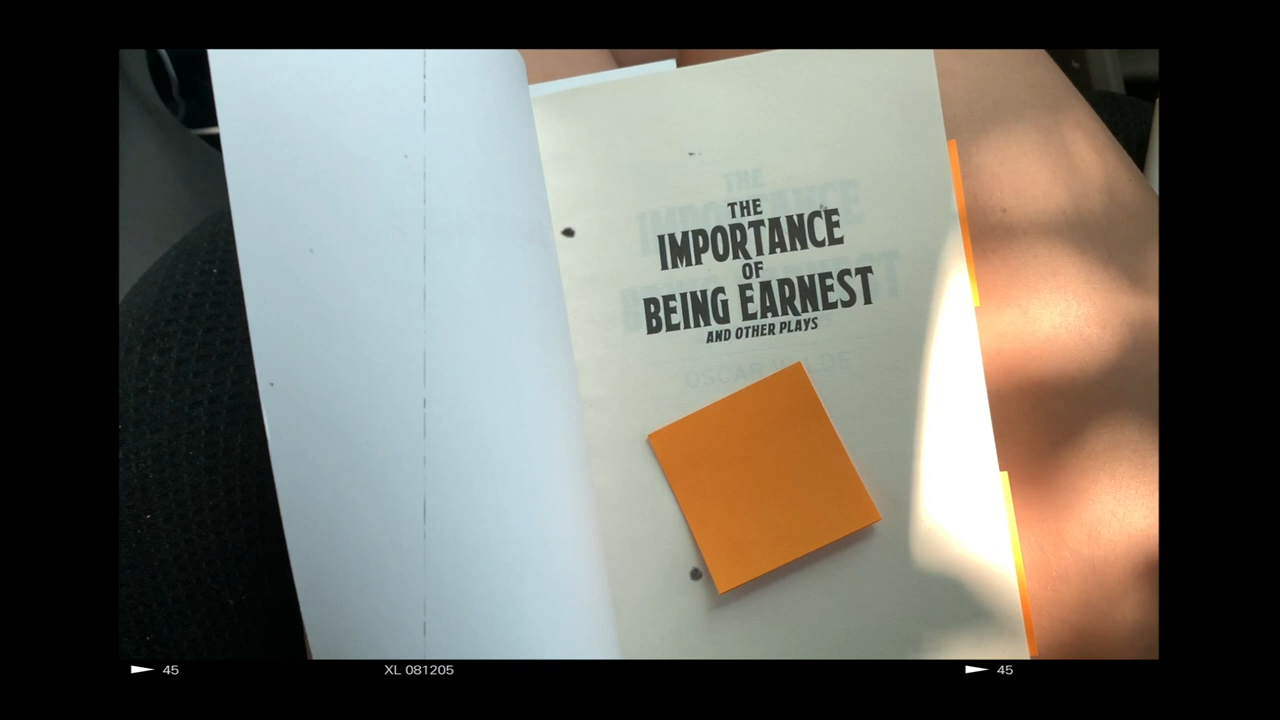 THE
IMPORTANCE
OF
BEING EARNEST
AND OTHER PLAYS
45 XL 081205 45